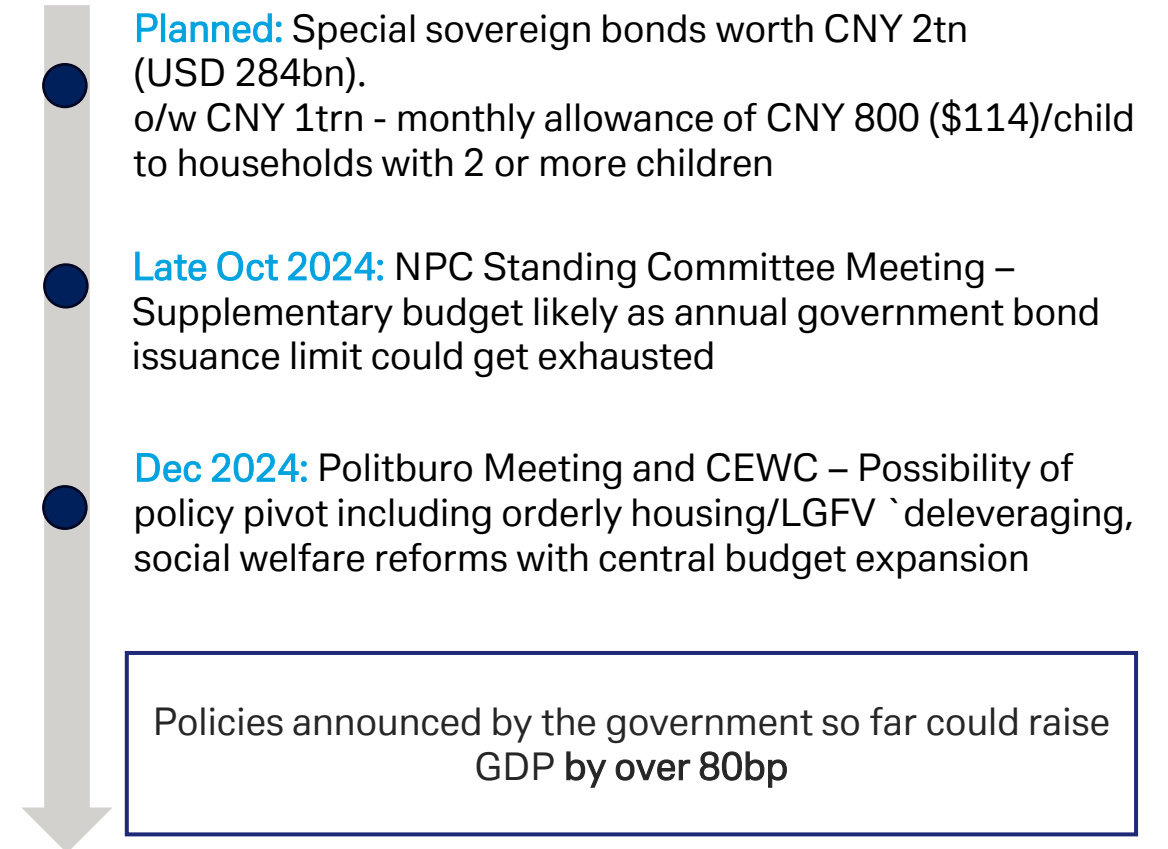 Planned: Special sovereign bonds worth CNY 2tn
(USD 284bn).
o/w CNY 1trn - monthly allowance of CNY 800 ($114)/child
to households with 2 or more children
Late Oct 2024: NPC Standing Committee Meeting –
Supplementary budget likely as annual government bond
issuance limit could get exhausted
Dec 2024: Politburo Meeting and CEWC – Possibility of
policy pivot including orderly housing/LGFV `deleveraging,
social welfare reforms with central budget expansion
Policies announced by the government so far could raise
GDP by over 80bp